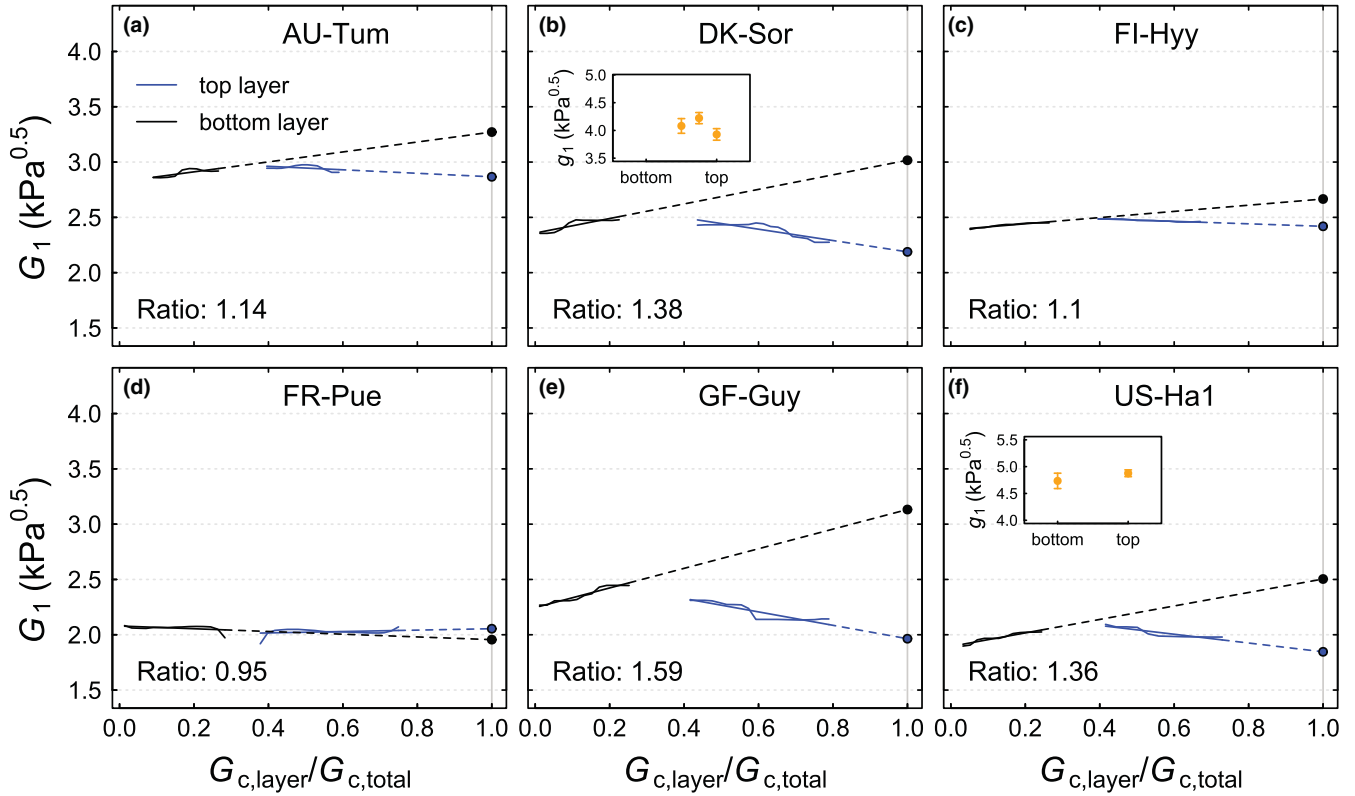 (a) AU-Tum
top layer
bottom layer
Ratio: 1.14
G1 (kPa0.5)
4.0
3.5
3.0
2.5
2.0
1.5
(b) DK-Sor
g1 (kPa0.5)
5.0
4.5
4.0
3.5
bottom top
Ratio: 1.38
(c) FI-Hyy
Ratio: 1.1
(d) FR-Pue
Ratio: 0.95
G1 (kPa0.5)
4.0
3.5
3.0
2.5
2.0
1.5
0.0 0.2 0.4 0.6 0.8 1.0
Gc,layer/Gc,total
(e) GF-Guy
Ratio: 1.59
0.0 0.2 0.4 0.6 0.8 1.0
Gc,layer/Gc,total
(f) US-Ha1
g1 (kPa0.5)
5.5
5.0
4.5
4.0
bottom top
Ratio: 1.36
0.0 0.2 0.4 0.6 0.8 1.0
Gc,layer/Gc,total